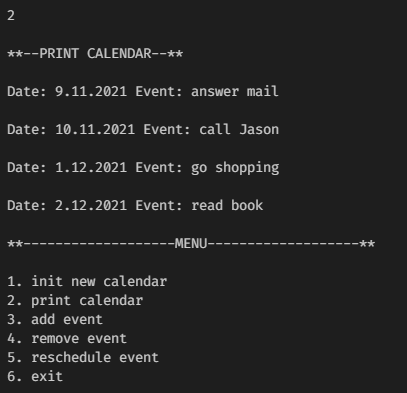 2
**--PRINT CALENDAR--**
Date: 9.11.2021 Event: answer mail
Date: 10.11.2021 Event: call Jason
Date: 1.12.2021 Event: go shopping
Date: 2.12.2021 Event: read book
**-------------------MENU-------------------**
1. init new calendar
2. print calendar
3. add event
4. remove event
5. reschedule event
6. exit